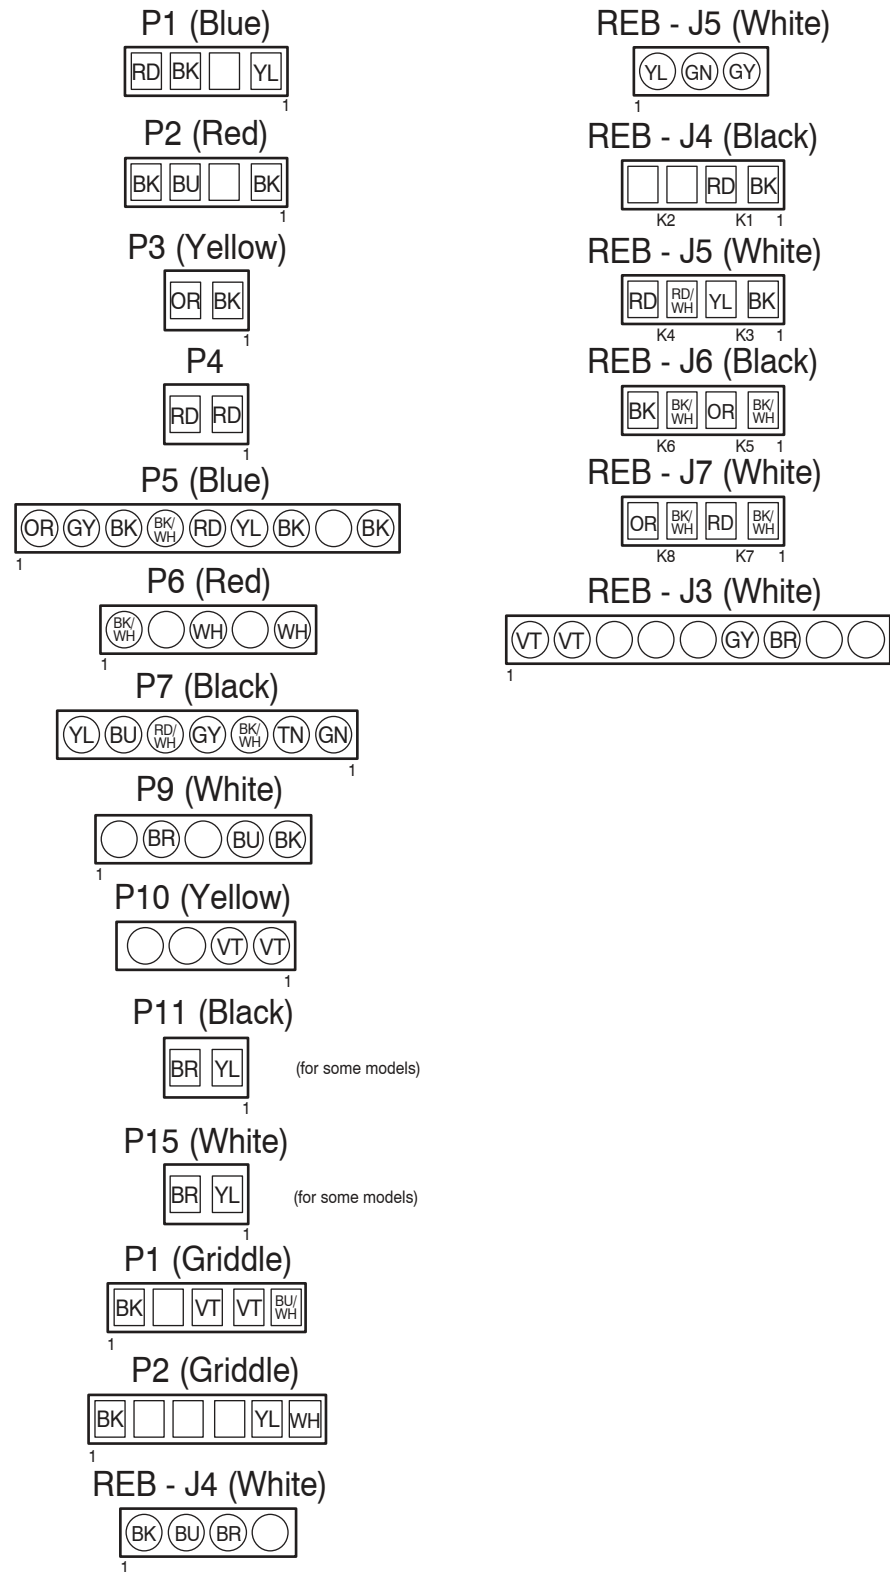 P1 (Blue)
RD BK YL
1
P2 (Red)
BK BU BK
1
P3 (Yellow)
OR BK
1
P4
RD RD
1
P5 (Blue)
OR GY BK BK/WH RD YL BK BK
1
P6 (Red)
BK/WH WH WH
1
P7 (Black)
YL BU RD/WH GY BK/WH TN GN
1
P9 (White)
BR BU BK
1
P10 (Yellow)
VT VT
1
P11 (Black)
BR YL (for some models)
1
P15 (White)
BR YL (for some models)
1
P1 (Griddle)
BK VT VT BU/WH
1
P2 (Griddle)
BK YL WH
1
REB - J4 (White)
BK BU BR
1
REB - J5 (White)
YL GN GY
1
REB - J4 (Black)
RD BK
K2 K1 1
REB - J5 (White)
RD RD/WH YL BK
K4 K3 1
REB - J6 (Black)
BK BK/WH OR BK/WH
K6 K5 1
REB - J7 (White)
OR BK/WH RD BK/WH
K8 K7 1
REB - J3 (White)
VT VT GY BR
1